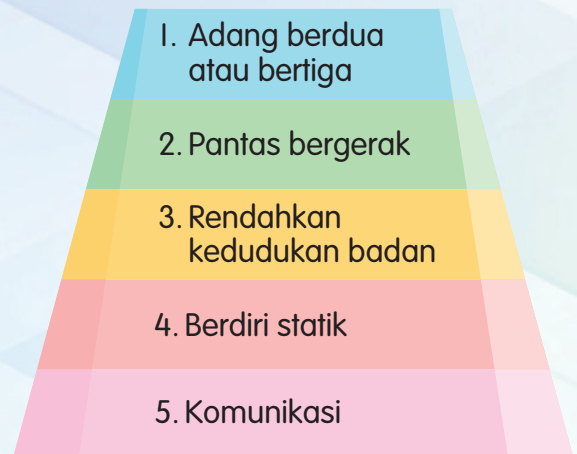 1. Adang berdua
atau bertiga
2. Pantas bergerak
3. Rendahkan
kedudukan badan
4. Berdiri statik
5. Komunikasi